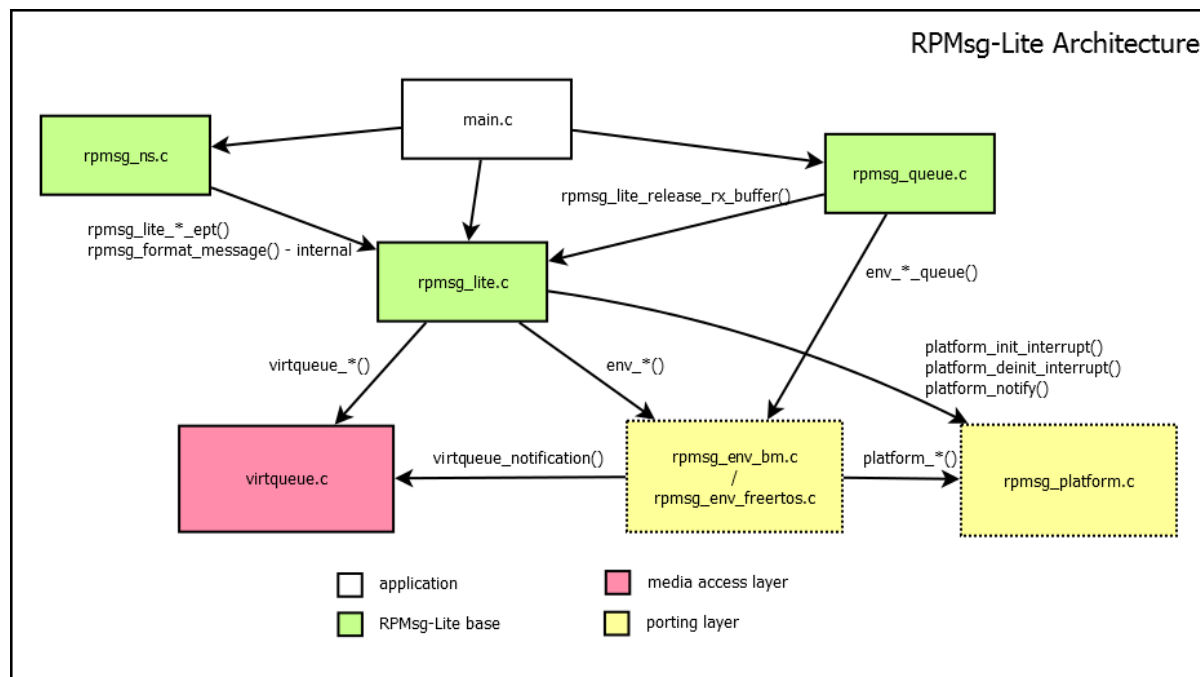 RPMsg-Lite Architecture
main.c
rpmsg_ns.c
rpmsg_queue.c
rpmsg_lite_release_rx_buffer()
rpmsg_lite_*_ept()
rpmsg_format_message() - internal
rpmsg_lite.c
env_*_queue()
platform_init_interrupt()
platform_deinit_interrupt()
platform_notify()
virtqueue_*()
env_*()
virtqueue.c
virtqueue_notification()
rpmsg_env_bm.c
/
rpmsg_env_freertos.c
platform_*()
rpmsg_platform.c
application
media access layer
RPMsg-Lite base
porting layer